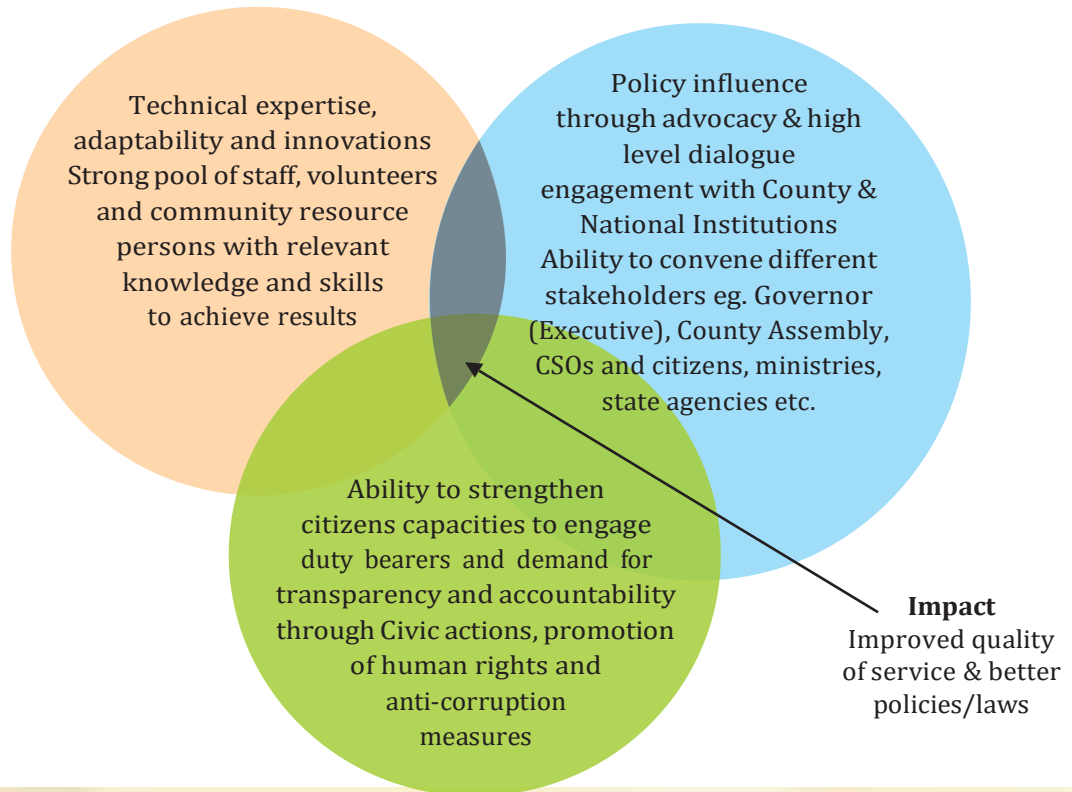 Technical expertise,
adaptability and innovations
Strong pool of staff, volunteers
and community resource
persons with relevant
knowledge and skills
to achieve results
Policy influence
through advocacy & high
level dialogue
engagement with County &
National Institutions
Ability to convene different
stakeholders eg. Governor
(Executive), County Assembly,
CSOs and citizens, ministries,
state agencies etc.
Ability to strengthen
citizens capacities to engage
duty bearers and demand for
transparency and accountability
through Civic actions, promotion
of human rights and
anti-corruption
measures
Impact
Improved quality
of service & better
policies/laws